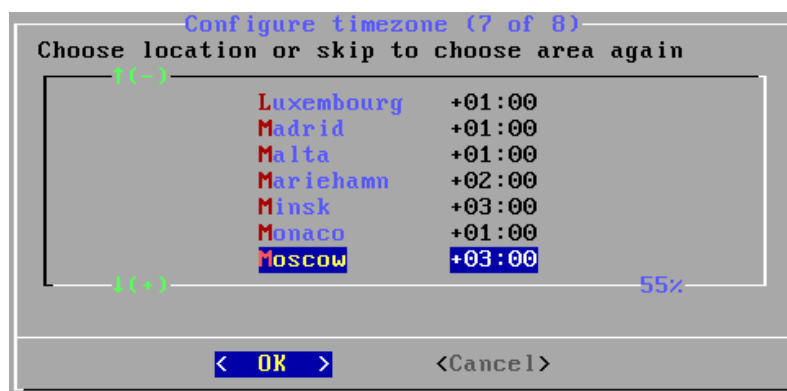 Configure timezone (7 of 8)
Choose location or skip to choose area again
↑(-)
Luxembourg +01:00
Madrid +01:00
Malta +01:00
Mariehamn +02:00
Minsk +03:00
Monaco +01:00
Moscow +03:00
↓(+) 55%
< OK > <Cancel>